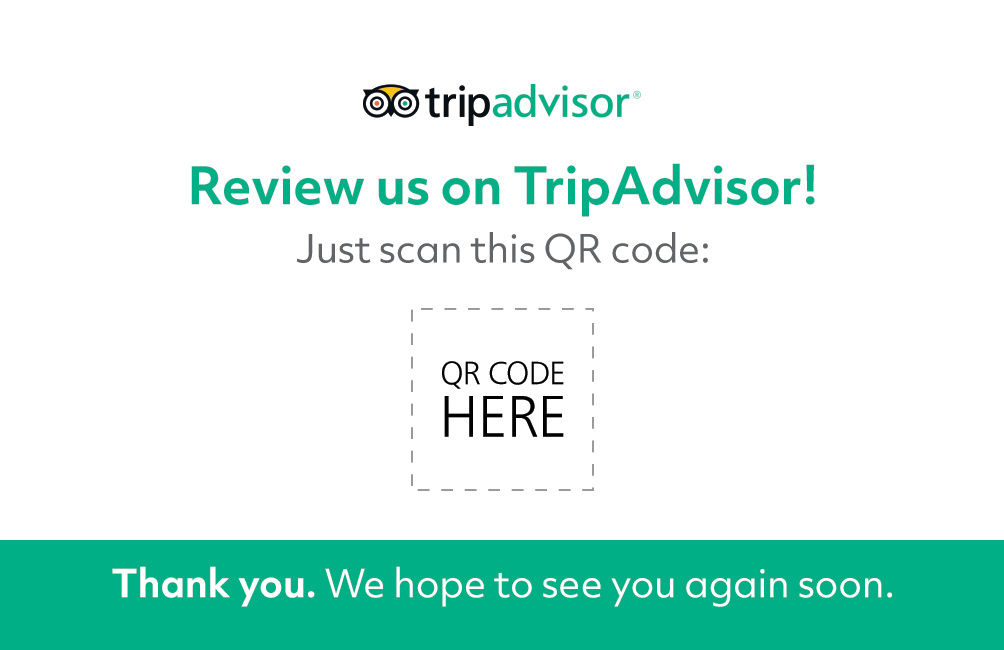 tripadvisor®
Review us on TripAdvisor!
Just scan this QR code:
QR CODE
HERE
Thank you. We hope to see you again soon.